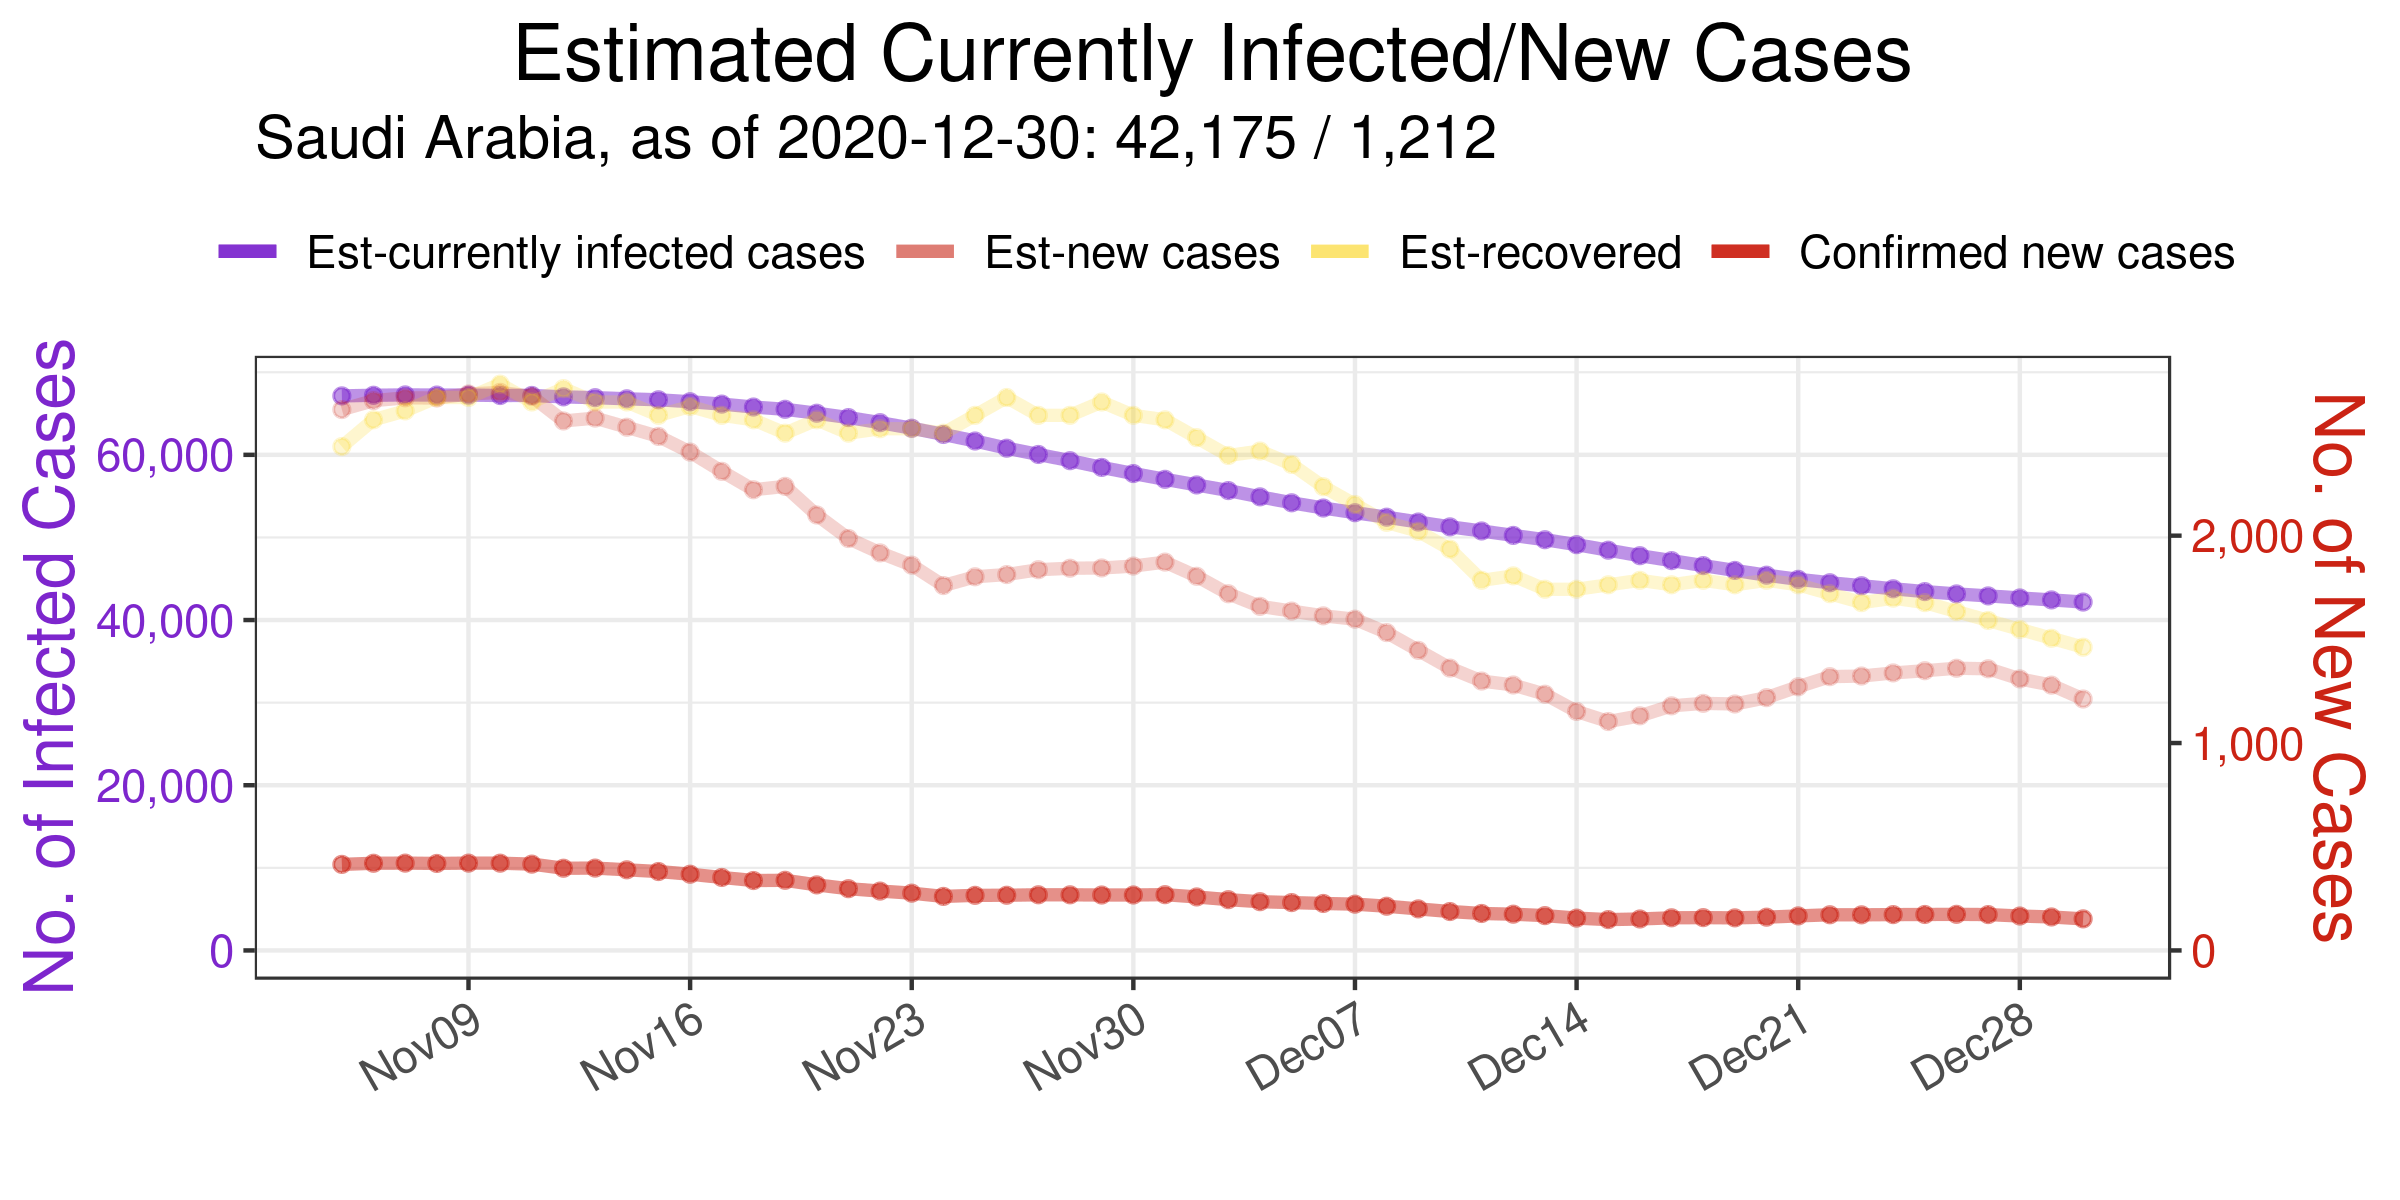 Estimated Currently Infected/New Cases
Saudi Arabia, as of 2020-12-30: 42,175 / 1,212
Est-currently infected cases Est-new cases Est-recovered Confirmed new cases
No. of Infected Cases
60,000
40,000
20,000
0
2,000
1,000
0
No. of New Cases
Nov09 Nov16 Nov23 Nov30 Dec07 Dec14 Dec21 Dec28